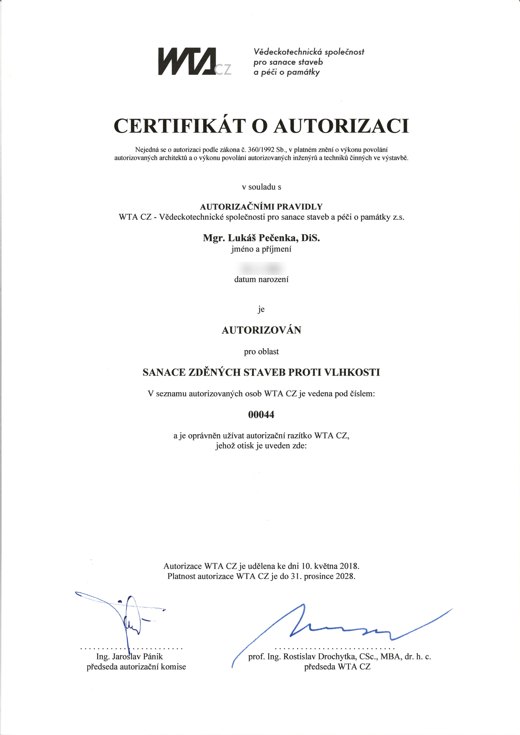 WTA CZ
Vědeckotechnická společnost
pro sanace staveb
a péči o památky
CERTIFIKÁT O AUTORIZACI
Nejedná se o autorizaci podle zákona č. 360/1992 Sb., v platném znění o výkonu povolání
autorizovaných architektů a o výkonu povolání autorizovaných inženýrů a techniků činných ve výstavbě.
v souladu s
AUTORIZAČNÍMI PRAVIDLY
WTA CZ - Vědeckotechnické společnosti pro sanace staveb a péči o památky z.s.
Mgr. Lukáš Pečenka, DiS.
jméno a příjmení
datum narození
je
AUTORIZOVÁN
pro oblast
SANACE ZDĚNÝCH STAVEB PROTI VLHKOSTI
V seznamu autorizovaných osob WTA CZ je vedena pod číslem:
00044
a je oprávněn užívat autorizační razítko WTA CZ,
jehož otisk je uveden zde:
Autorizace WTA CZ je udělena ke dni 10. května 2018.
Platnost autorizace WTA CZ je do 31. prosince 2028.
Ing. Jaroslav Pánik
předseda autorizační komise
prof. Ing. Rostislav Drochytka, CSc., MBA, dr. h. c.
předseda WTA CZ